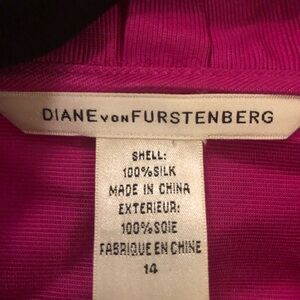 DIANE VON FURSTENBERG
SHELL:
100%SILK
MADE IN CHINA
EXTERIEUR:
100%SOIE
FABRIQUE EN CHINE
14